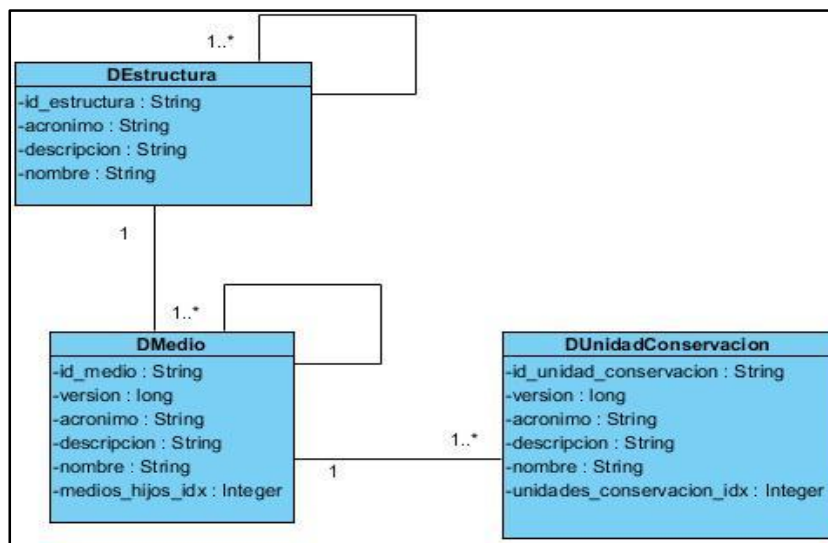 1..*
DEstructura
-id_estructura : String
-acronimo : String
-descripcion : String
-nombre : String
1
1..*
DMedio
-id_medio : String
-version : long
-acronimo : String
-descripcion : String
-nombre : String
-medios_hijos_idx : Integer
1
1..*
DUnidadConservacion
-id_unidad_conservacion : String
-version : long
-acronimo : String
-descripcion : String
-nombre : String
-unidades_conservacion_idx : Integer